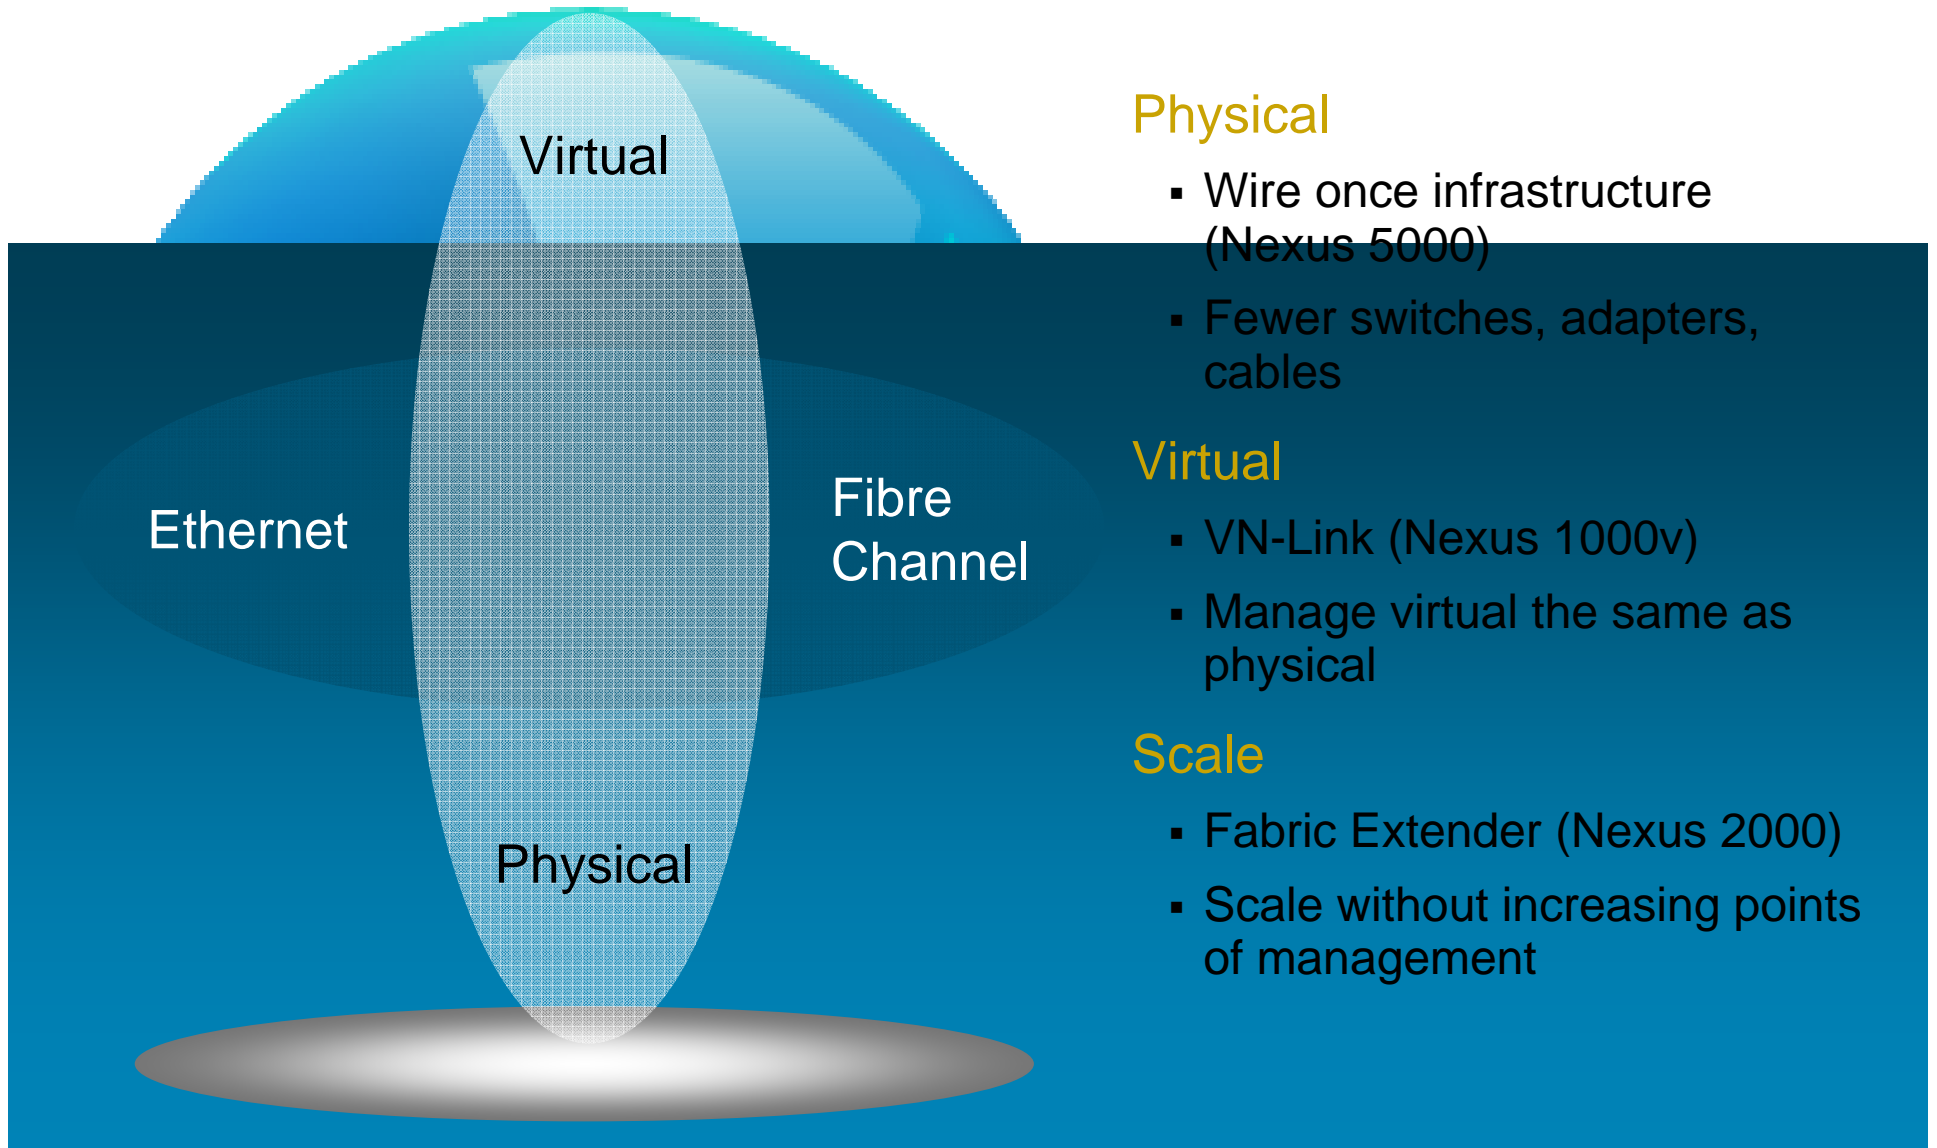 Virtual
Ethernet
Fibre
Channel
Physical
Physical
▪ Wire once infrastructure
(Nexus 5000)
▪ Fewer switches, adapters,
cables
Virtual
▪ VN-Link (Nexus 1000v)
▪ Manage virtual the same as
physical
Scale
▪ Fabric Extender (Nexus 2000)
▪ Scale without increasing points
of management